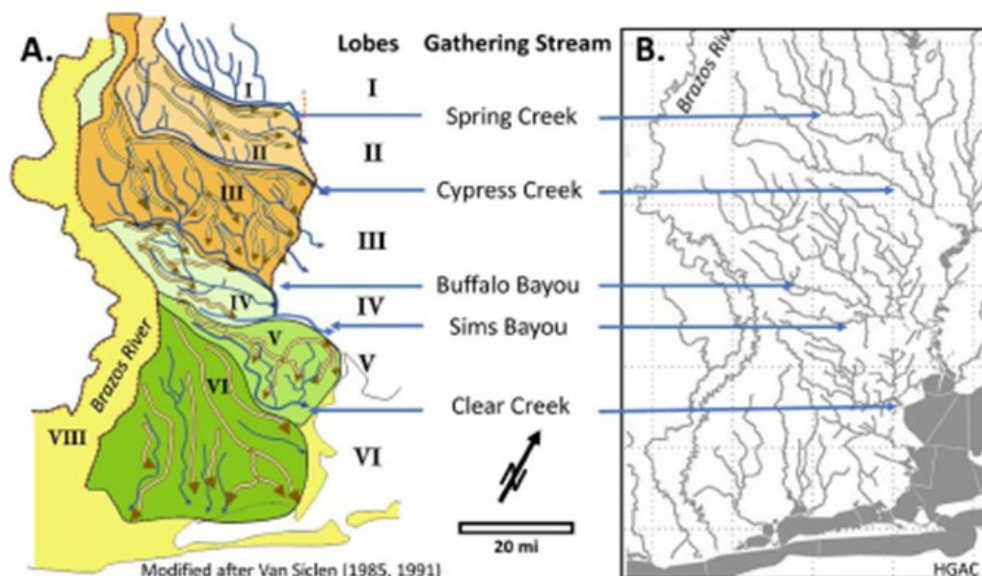 A.
Lobes
Gathering Stream
B.
Brazos River
I
I
Spring Creek
II
II
Cypress Creek
III
III
Buffalo Bayou
IV
IV
Sims Bayou
V
V
Brazos River
VI
Clear Creek
VIII
VI
20 mi
Modified after Van Siclen (1985, 1991)
HGAC